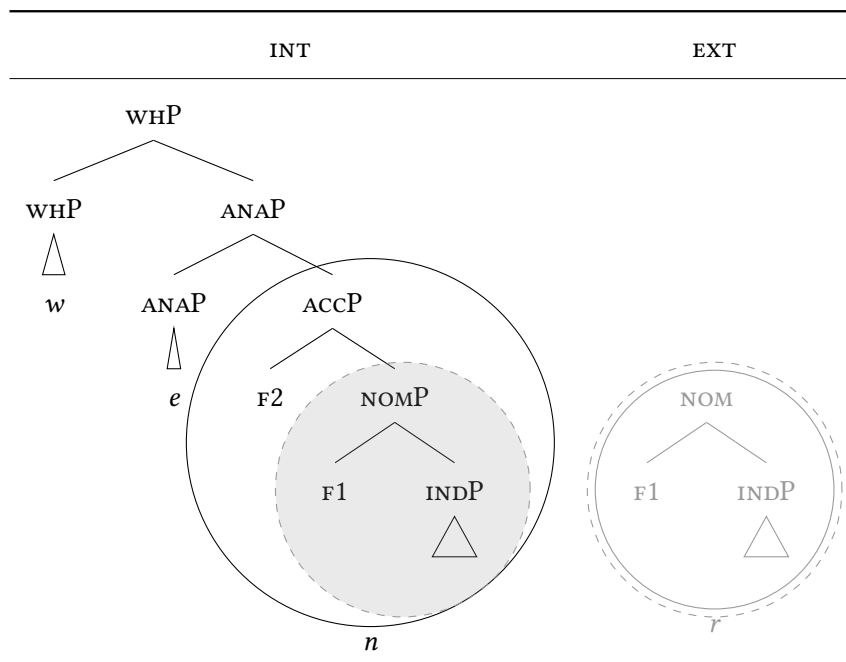 INT EXT
WHP
WHP ANAP
w ANAP ACCP
e F2 NOMP NOM
F1 INDP F1 INDP
n r